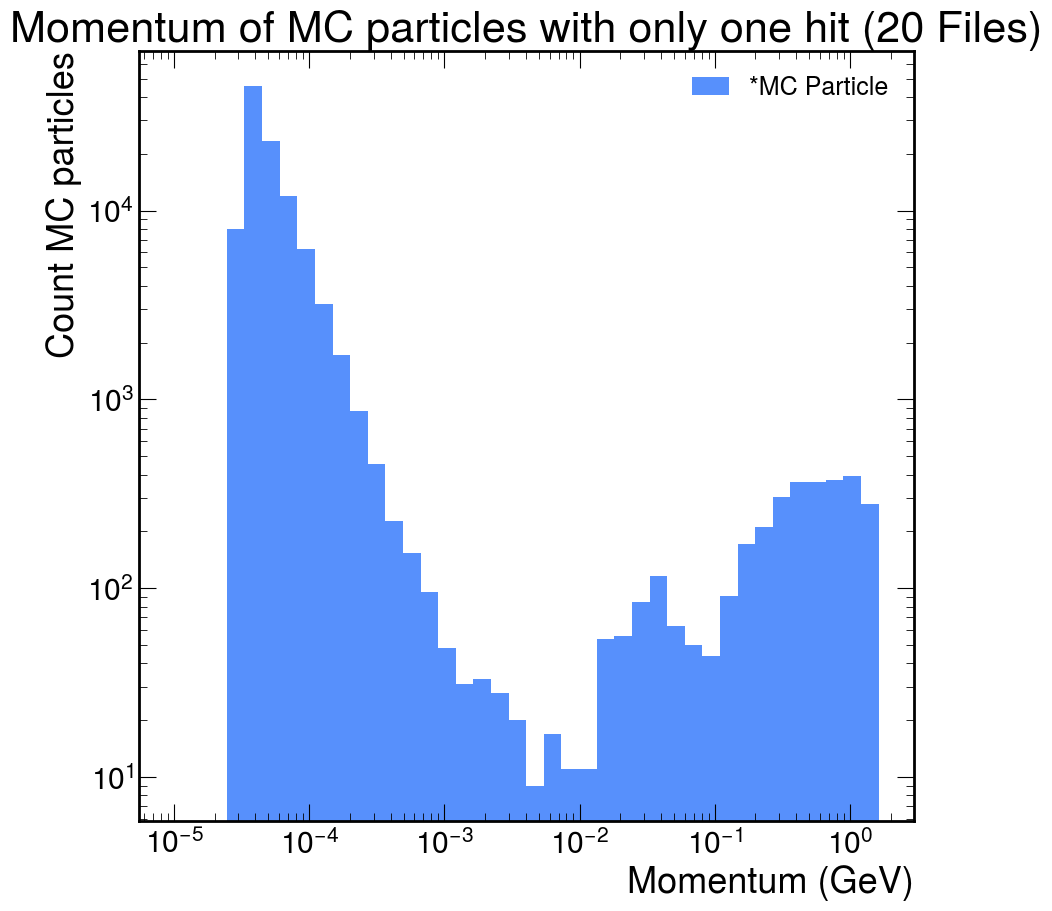 Momentum of MC particles with only one hit (20 Files)
*MC Particle
Count MC particles
10⁴
10³
10²
10¹
10⁻⁵ 10⁻⁴ 10⁻³ 10⁻² 10⁻¹ 10⁰
Momentum (GeV)